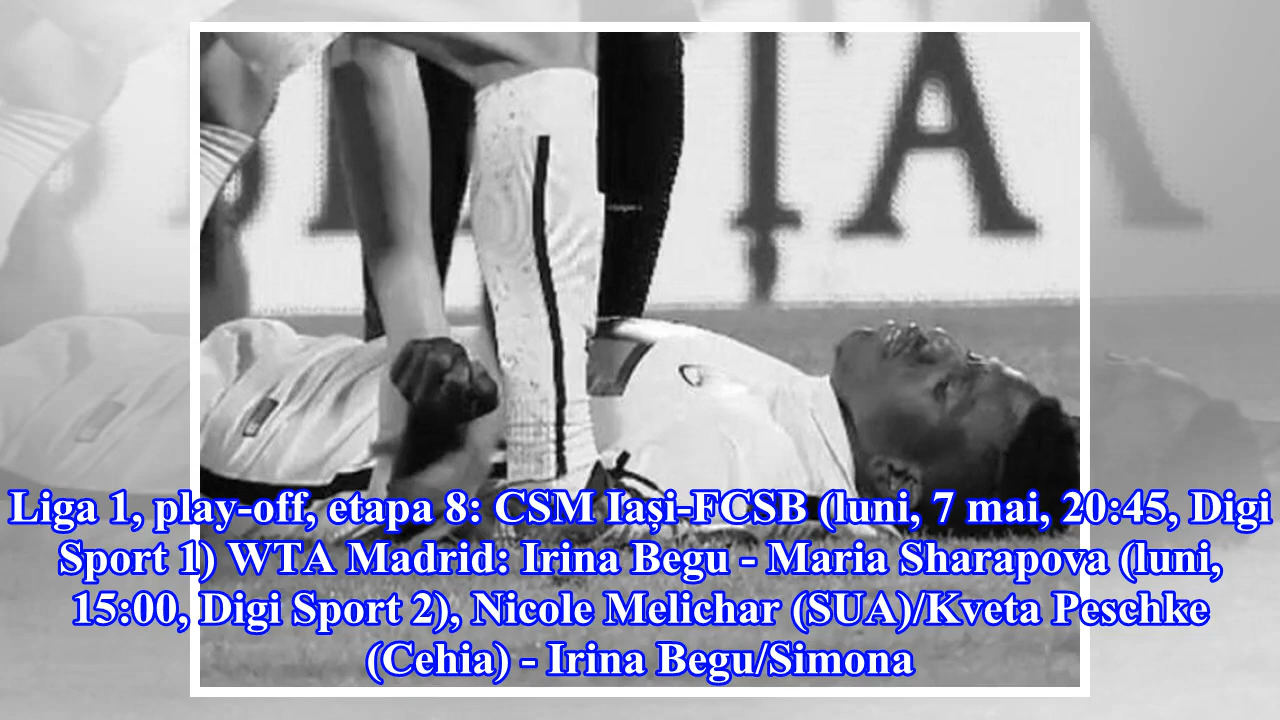 TA
Liga 1, play-off, etapa 8: CSM Iași-FCSB (luni, 7 mai, 20:45, Digi
Sport 1) WTA Madrid: Irina Begu - Maria Sharapova (luni,
15:00, Digi Sport 2), Nicole Melichar (SUA)/Kveta Peschke
(Cehia) - Irina Begu/Simona